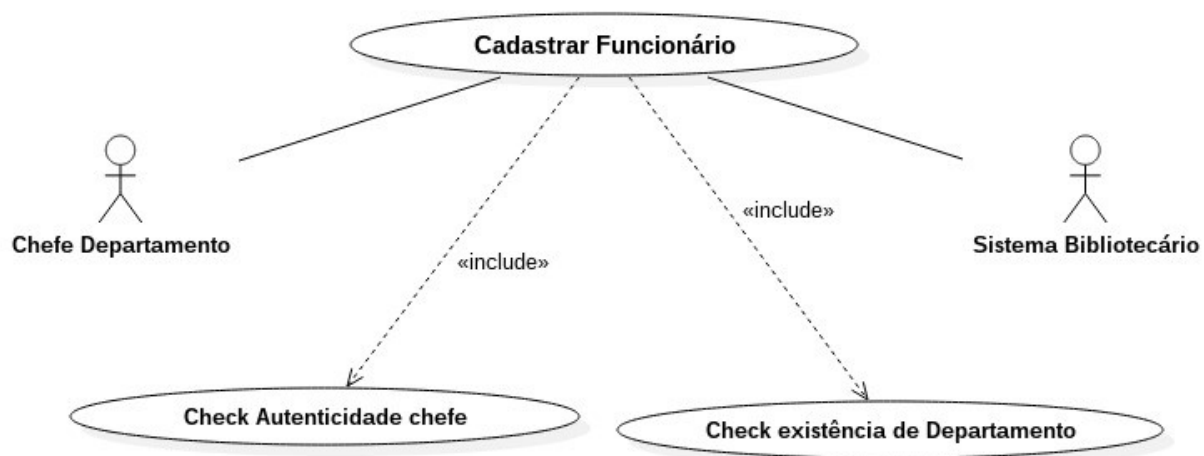 Cadastrar Funcionário
«include»
Chefe Departamento
Sistema Bibliotecário
«include»
Check Autenticidade chefe
Check existência de Departamento